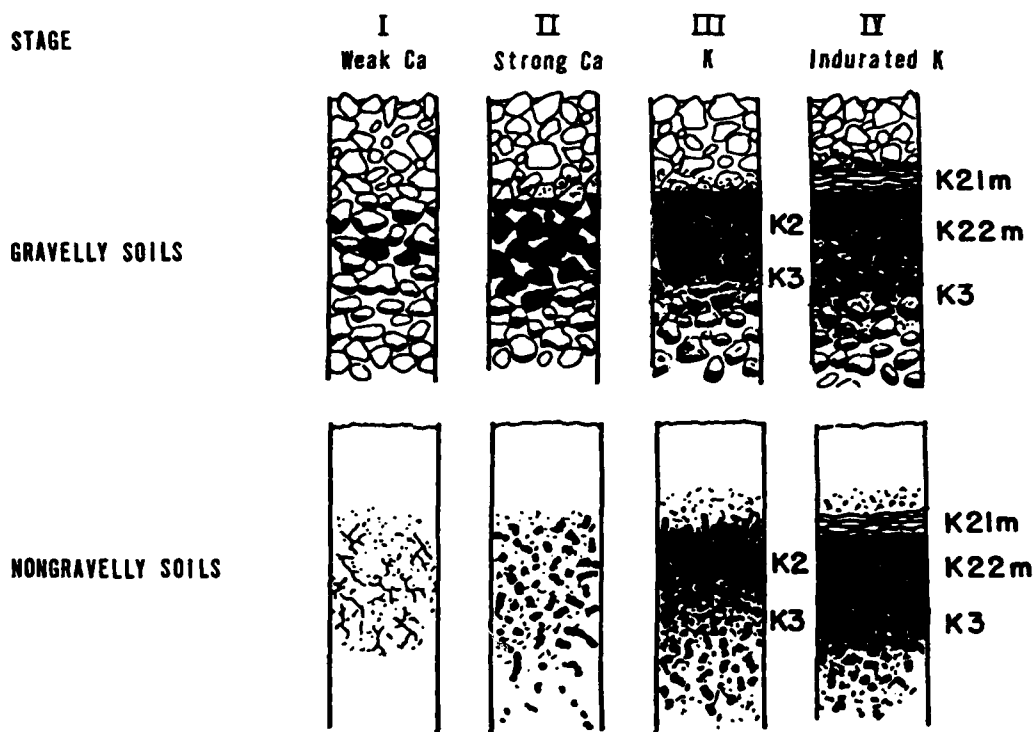 STAGE
I II III IV
Weak Ca Strong Ca K Indurated K
GRAVELLY SOILS
K2
K3
K21m
K22m
K3
NONGRAVELLY SOILS
K2
K3
K21m
K22m
K3